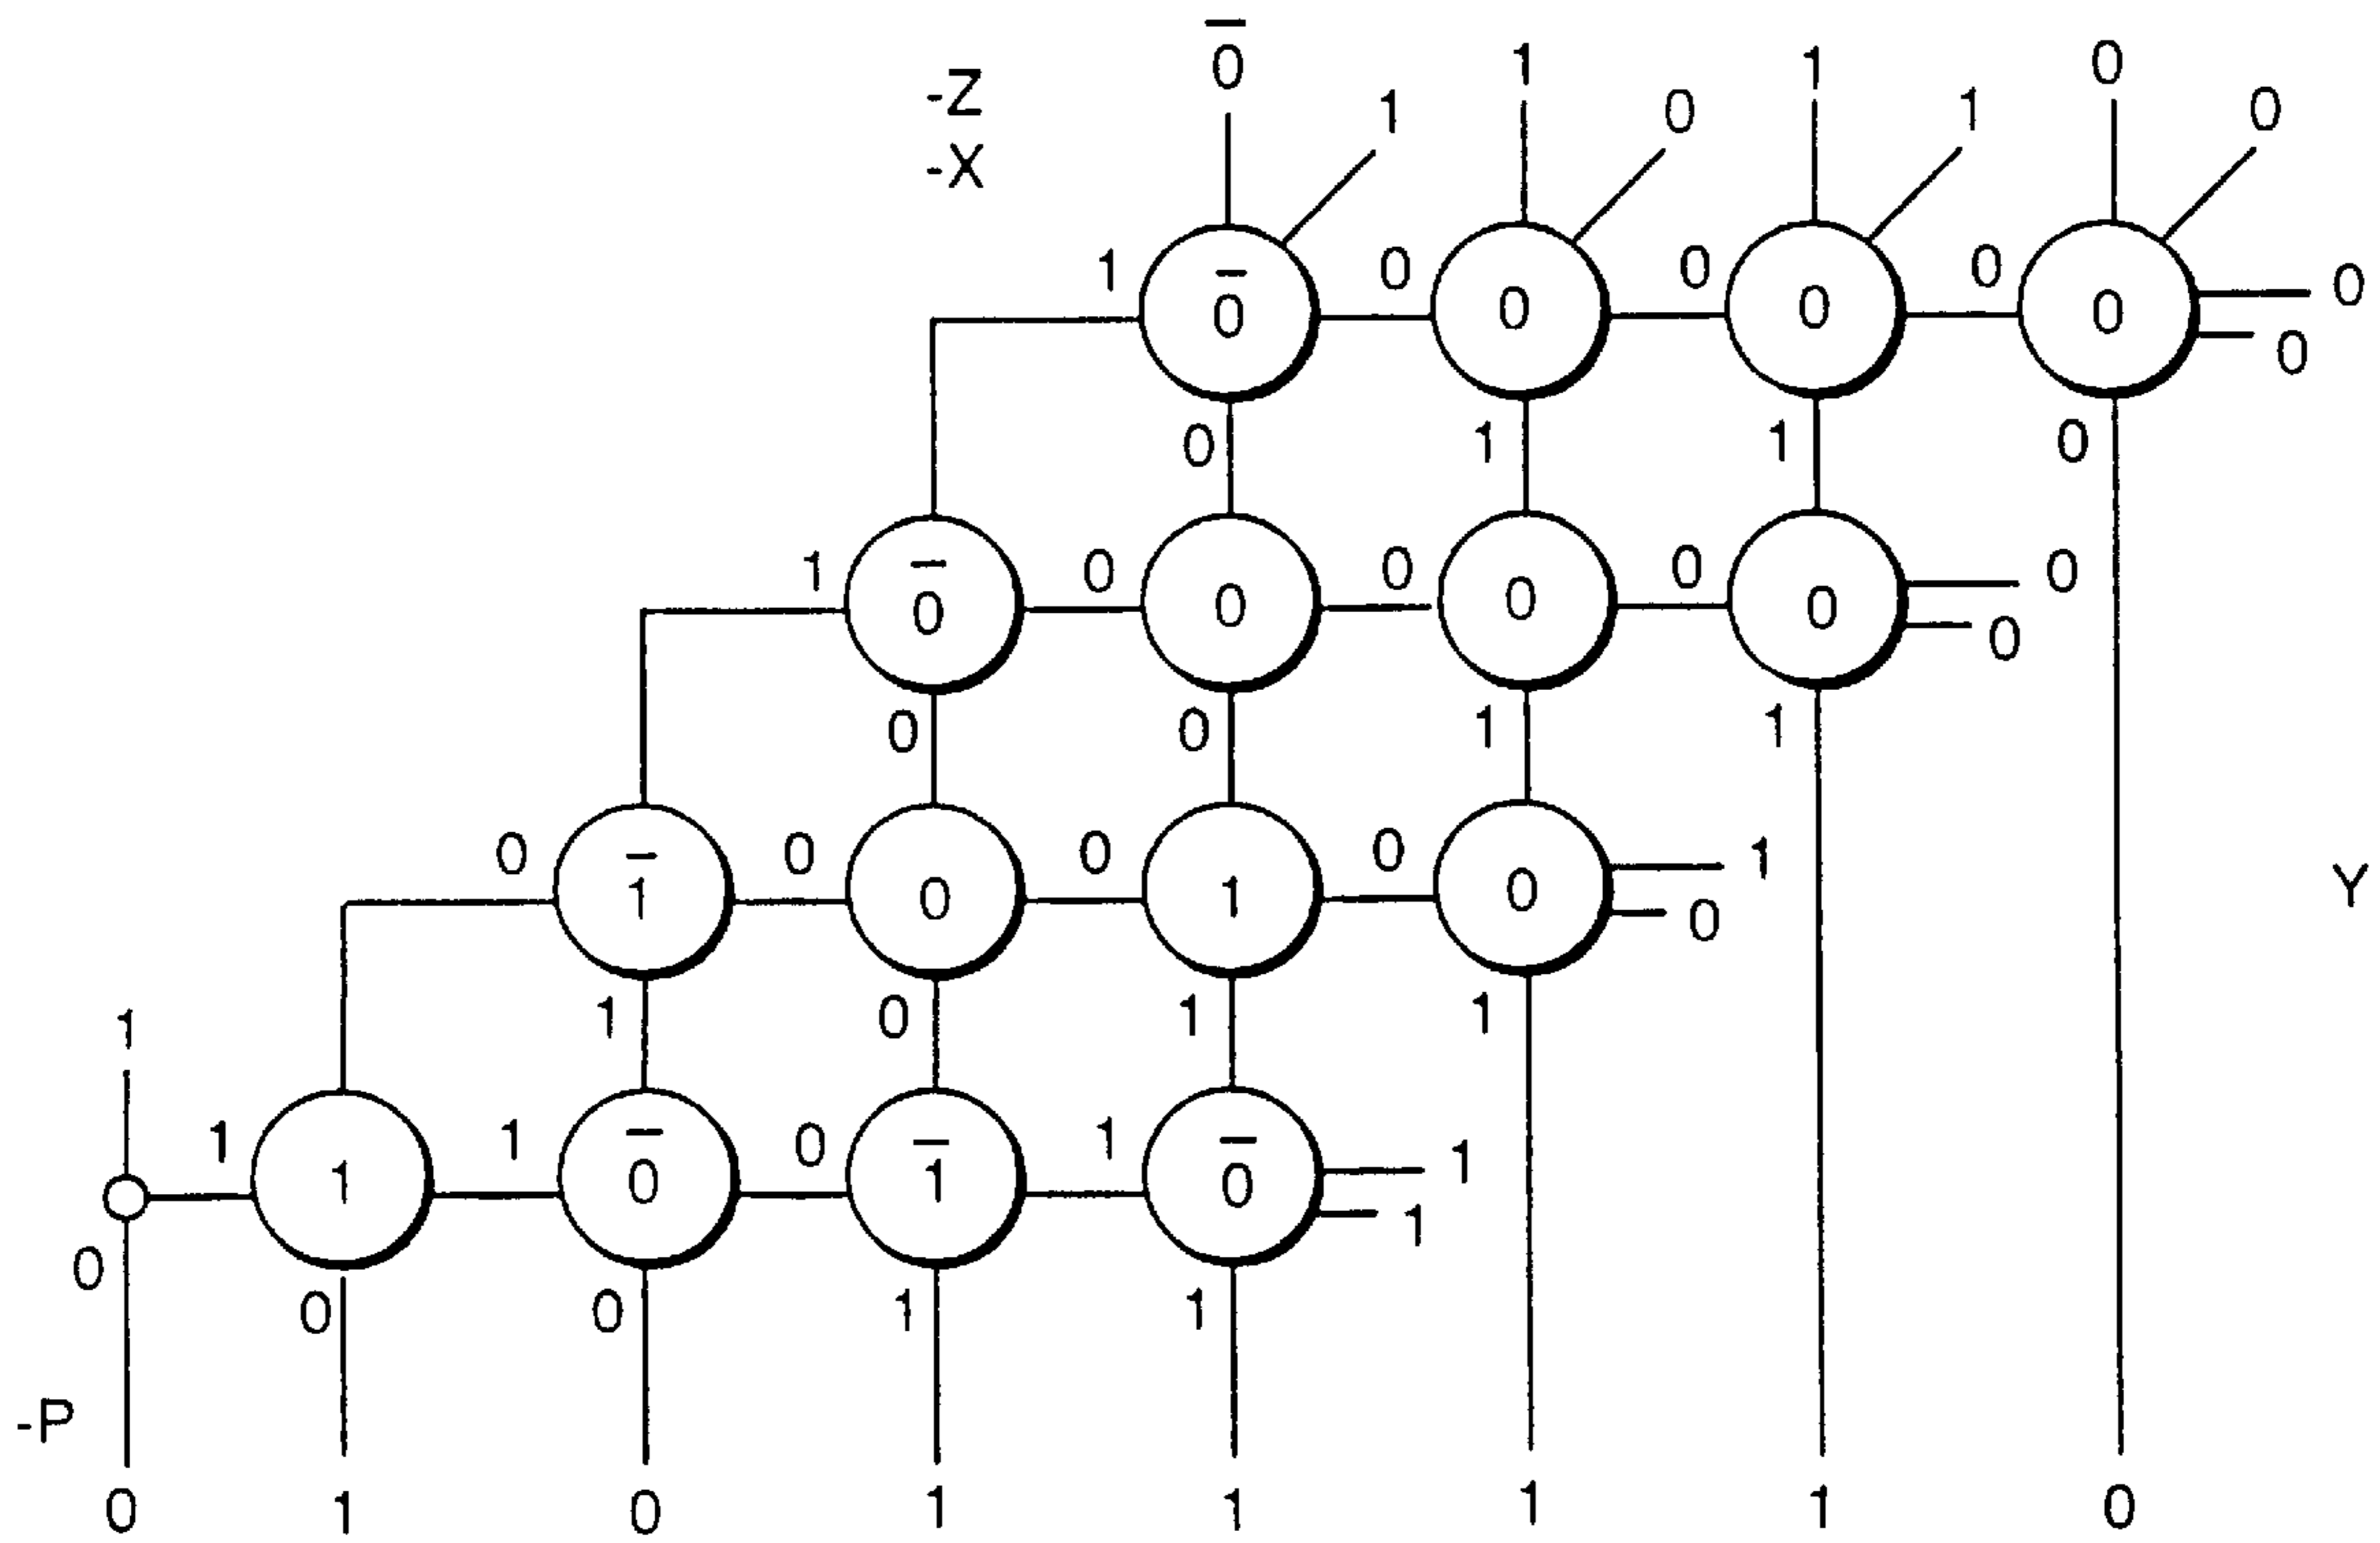 0̅ 1 1 0
-Z 1 0 1 0
-X
1 0 0 0 0
0̅ 0 0 0 0
0 1 1 0
1 0 0 0 0
0̅ 0 0 0 0
0 0 1 1
0 0 0 0 1 Y
1̅ 0 1 0 0
1 1 0 1 1
1 1 0 1 1
1 0̅ 1̅ 0̅ 1
0 0 0 1 1
-P
0 1 0 1 1 1 1 0